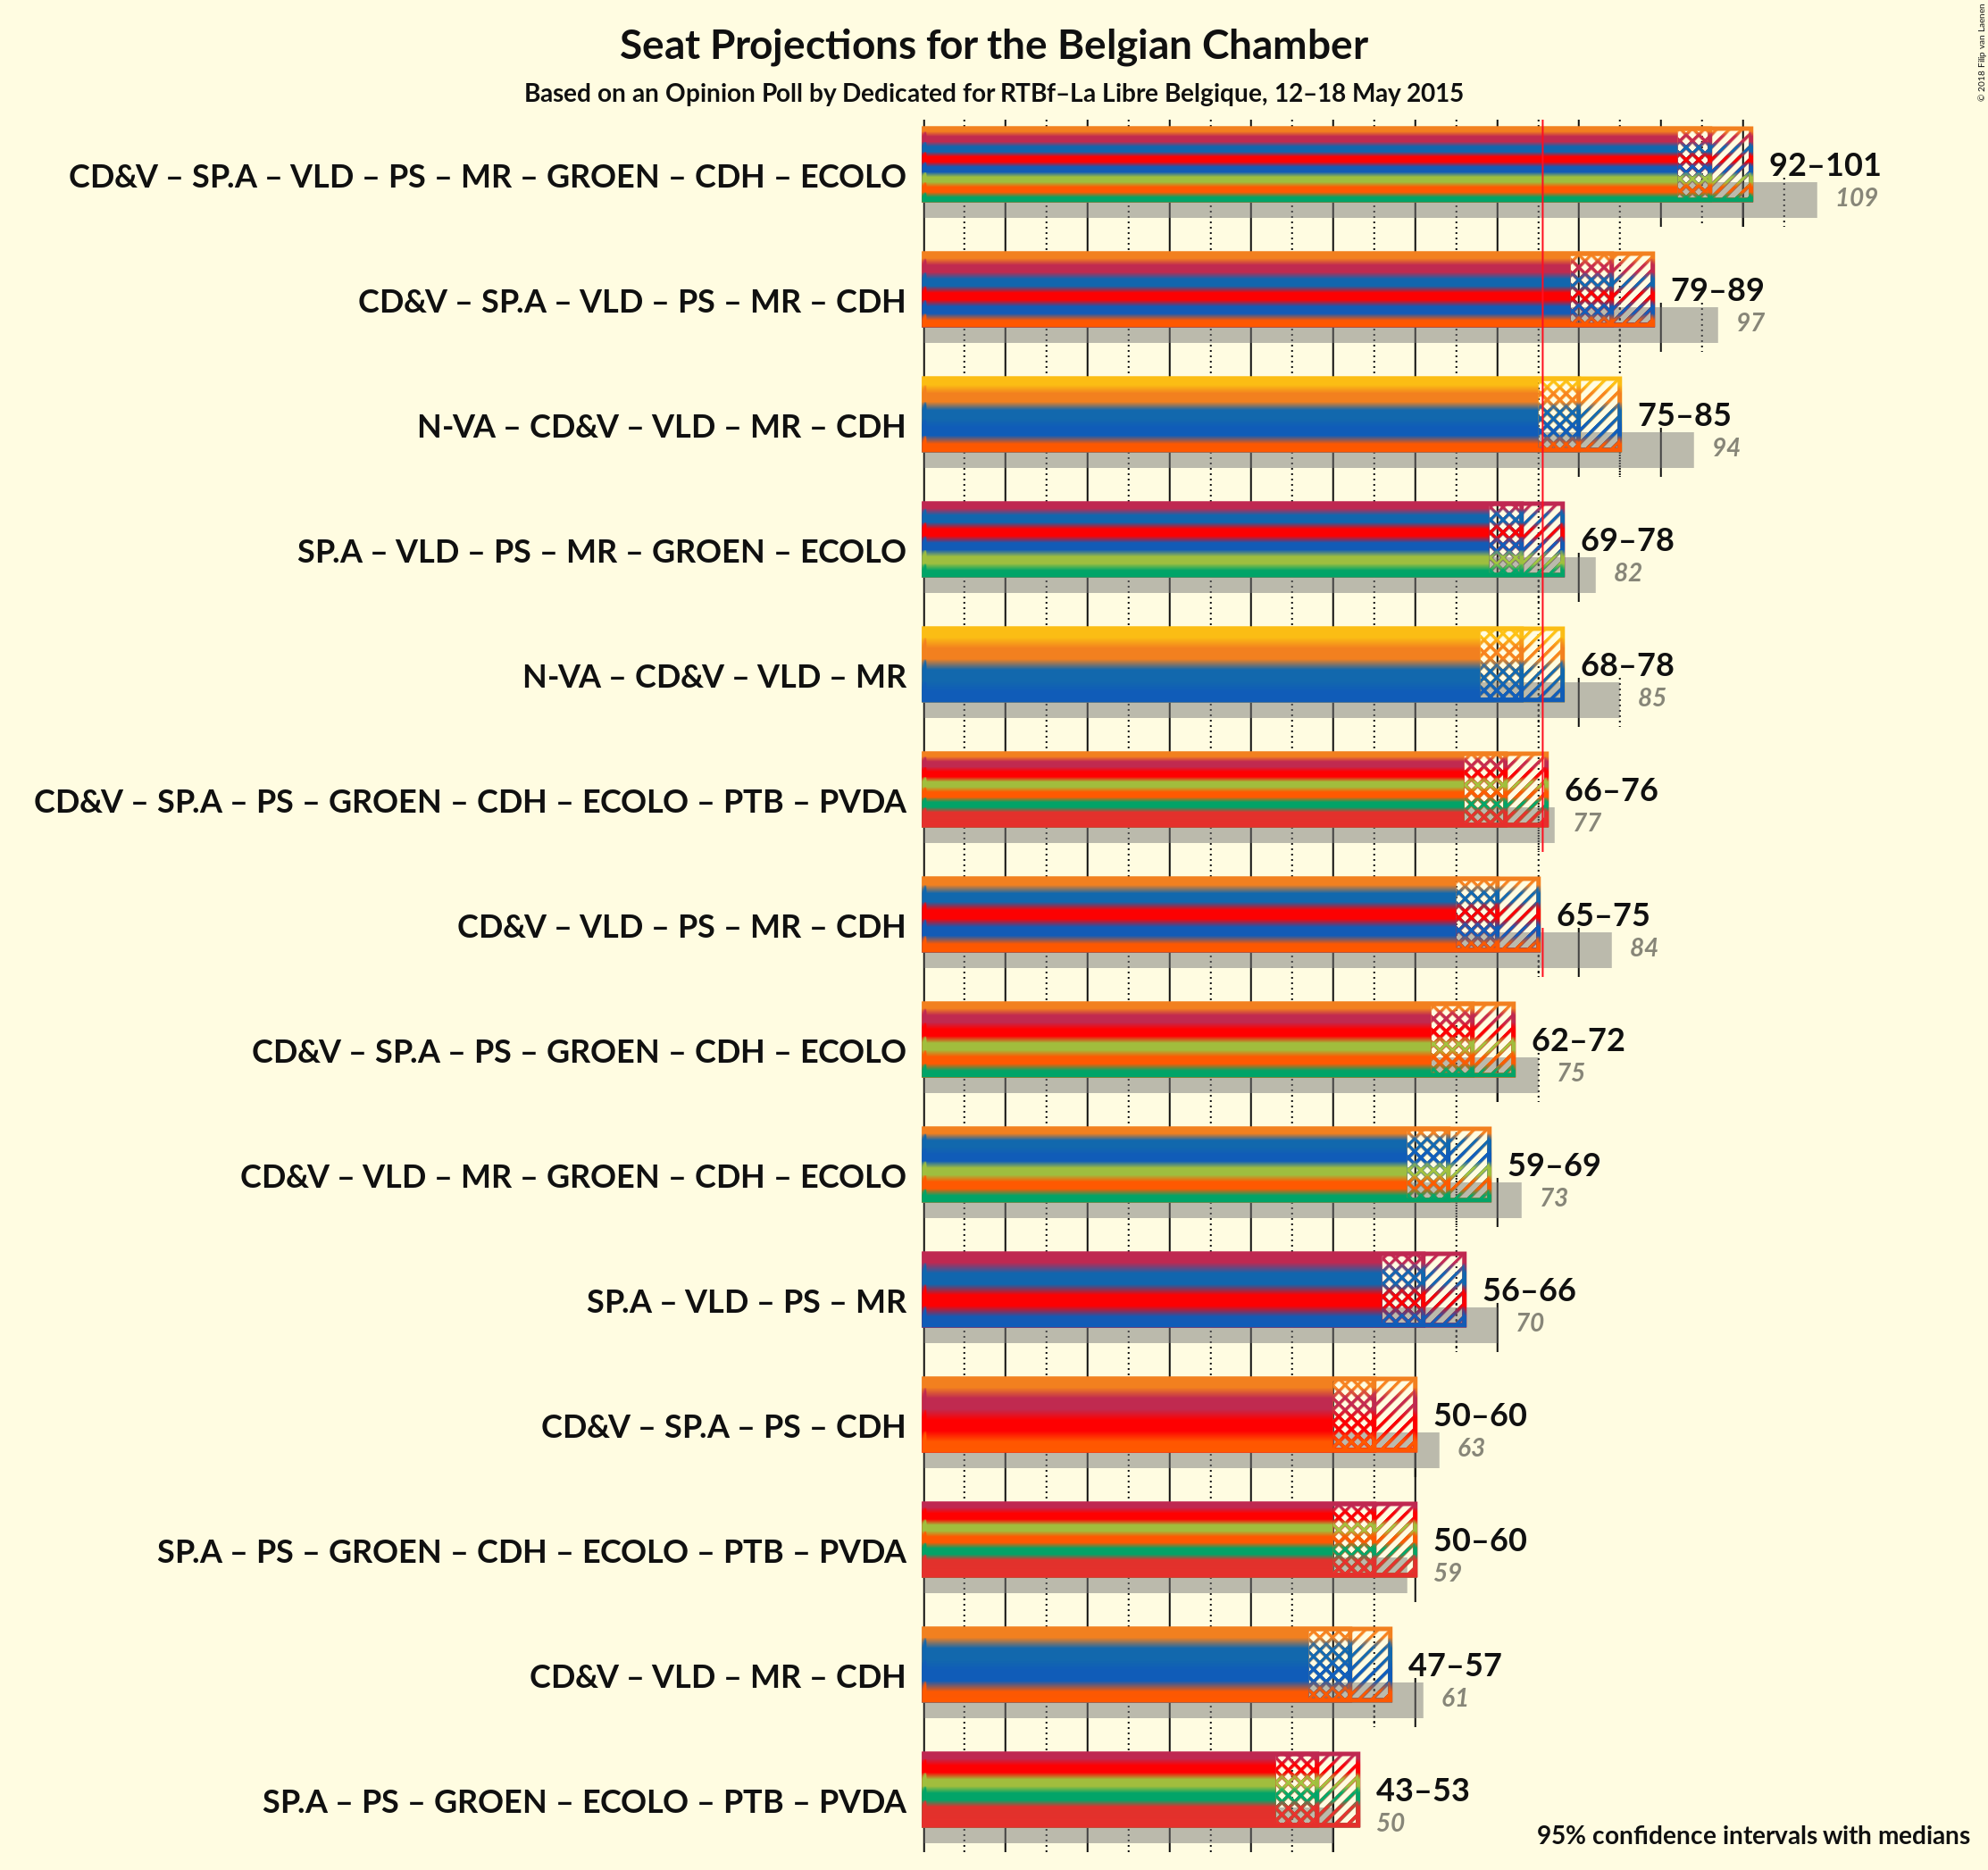 Seat Projections for the Belgian Chamber
Based on an Opinion Poll by Dedicated for RTBf–La Libre Belgique, 12–18 May 2015
© 2018 Filip van Laenen
CD&V – SP.A – VLD – PS – MR – GROEN – CDH – ECOLO
92–101
109
CD&V – SP.A – VLD – PS – MR – CDH
79–89
97
N-VA – CD&V – VLD – MR – CDH
75–85
94
SP.A – VLD – PS – MR – GROEN – ECOLO
69–78
82
N-VA – CD&V – VLD – MR
68–78
85
CD&V – SP.A – PS – GROEN – CDH – ECOLO – PTB – PVDA
66–76
77
CD&V – VLD – PS – MR – CDH
65–75
84
CD&V – SP.A – PS – GROEN – CDH – ECOLO
62–72
75
CD&V – VLD – MR – GROEN – CDH – ECOLO
59–69
73
SP.A – VLD – PS – MR
56–66
70
CD&V – SP.A – PS – CDH
50–60
63
SP.A – PS – GROEN – CDH – ECOLO – PTB – PVDA
50–60
59
CD&V – VLD – MR – CDH
47–57
61
SP.A – PS – GROEN – ECOLO – PTB – PVDA
43–53
50
95% confidence intervals with medians